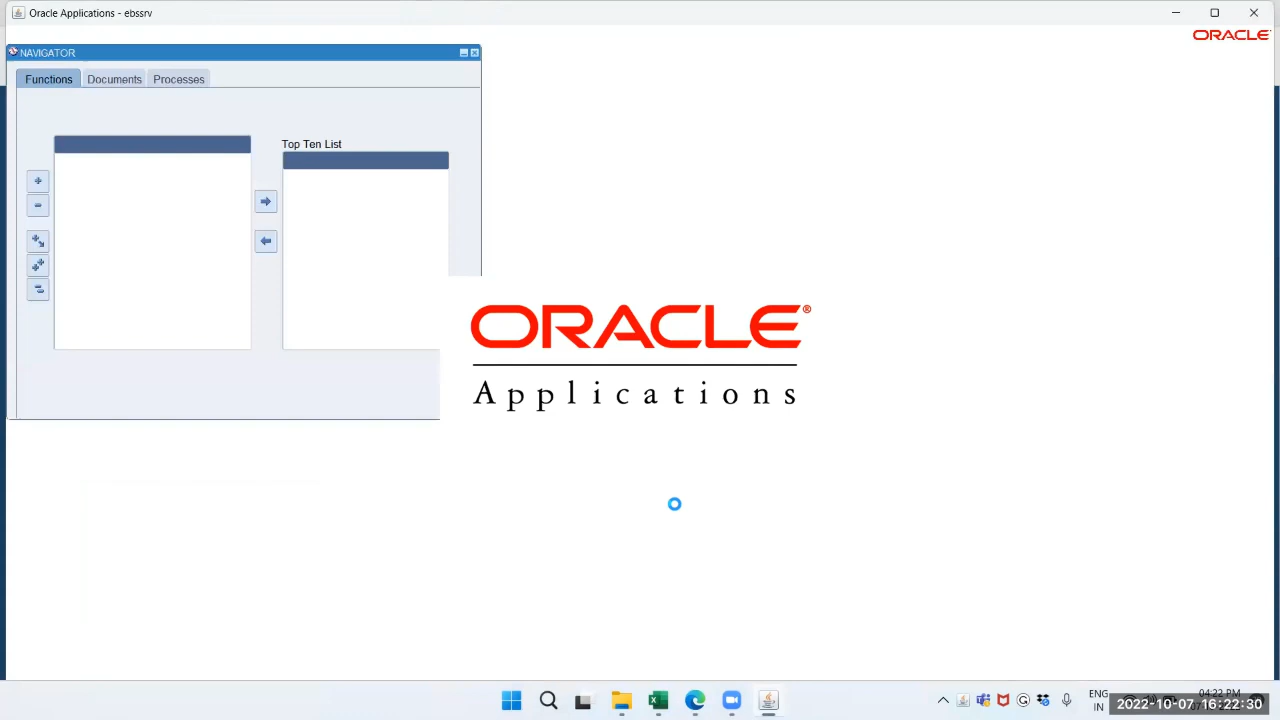 Oracle Applications - ebssrv
ORACLE
NAVIGATOR
Functions Documents Processes
Top Ten List
ORACLE®
Applications
ENG
IN
04:22 PM
2022-10-07 16:22:30